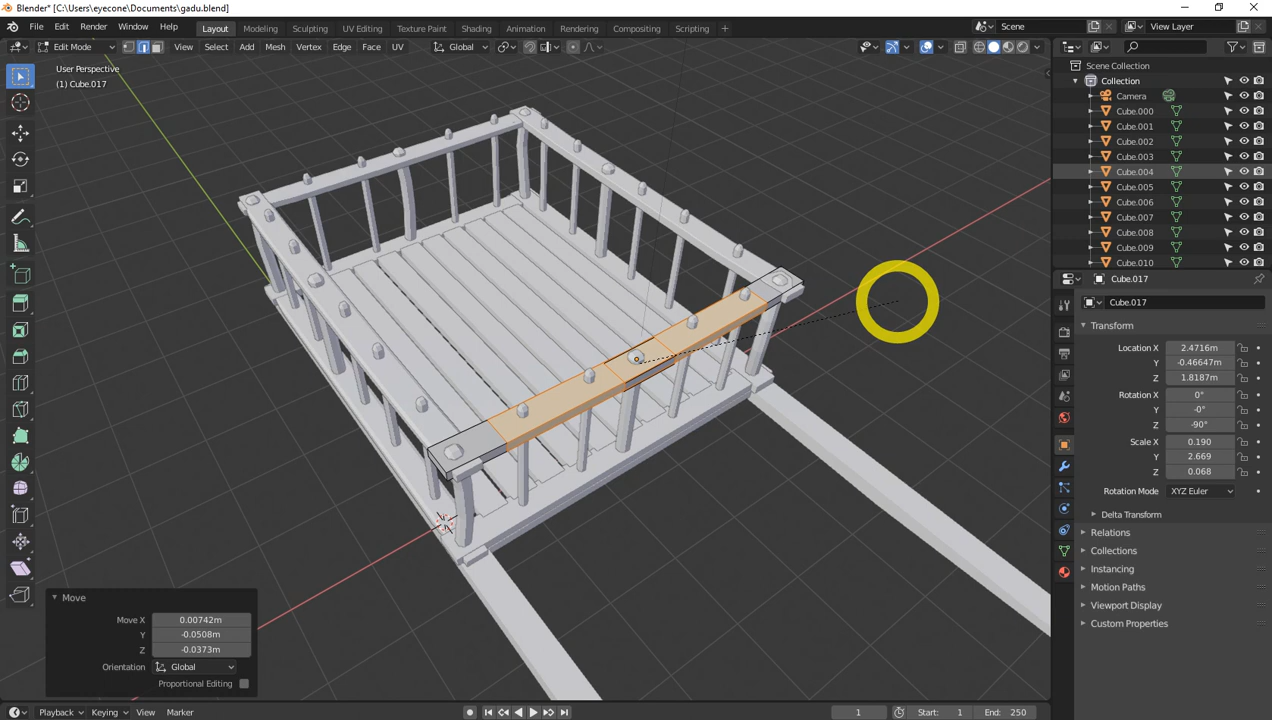 Blender* [C:\Users\eyecone\Documents\gadu.blend]
File Edit Render Window Help Layout Modeling Sculpting UV Editing Texture Paint Shading Animation Rendering Compositing Scripting + Scene View Layer
Edit Mode View Select Add Mesh Vertex Edge Face UV Global
User Perspective
(1) Cube.017
Scene Collection
Collection
Camera
Cube.000
Cube.001
Cube.002
Cube.003
Cube.004
Cube.005
Cube.006
Cube.007
Cube.008
Cube.009
Cube.010
Cube.017
Cube.017
Transform
Location X 2.4716m
Y -0.46647m
Z 1.8187m
Rotation X 0°
Y -0°
Z -90°
Scale X 0.190
Y 2.669
Z 0.068
Rotation Mode XYZ Euler
Delta Transform
Relations
Collections
Instancing
Motion Paths
Viewport Display
Custom Properties
Move
Move X 0.00742m
Y -0.0508m
Z -0.0373m
Orientation Global
Proportional Editing
Playback Keying View Marker 1 Start: 1 End: 250